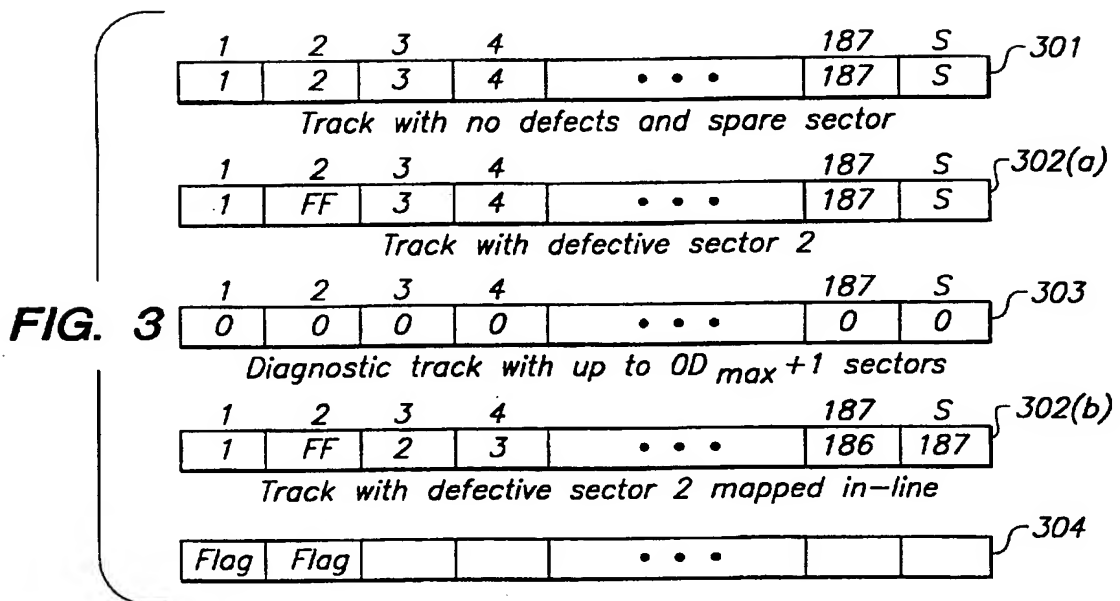 1 2 3 4 187 S
1 2 3 4 • • • 187 S 301
Track with no defects and spare sector
1 2 3 4 187 S
1 FF 3 4 • • • 187 S 302(a)
Track with defective sector 2
1 2 3 4 187 S
FIG. 3 0 0 0 0 • • • 0 0 303
Diagnostic track with up to OD max +1 sectors
1 2 3 4 187 S
1 FF 2 3 • • • 186 187 302(b)
Track with defective sector 2 mapped in-line
Flag Flag • • • 304